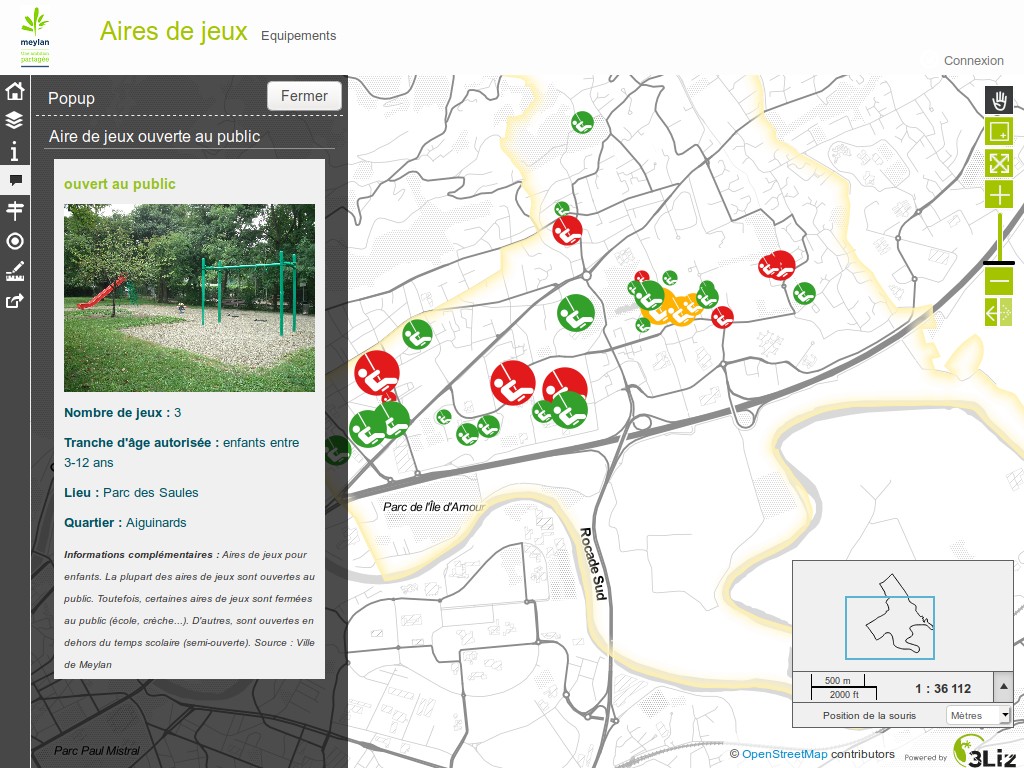 meylan
Aires de jeux Equipements
Connexion
Popup
Fermer
Aire de jeux ouverte au public
ouvert au public
Nombre de jeux : 3
Tranche d'âge autorisée : enfants entre
3-12 ans
Lieu : Parc des Saules
Quartier : Aiguinards
Informations complémentaires : Aires de jeux pour
enfants. La plupart des aires de jeux sont ouvertes au
public. Toutefois, certaines aires de jeux sont fermées
au public (école, crèche...). D'autres, sont ouvertes en
dehors du temps scolaire (semi-ouverte). Source : Ville
de Meylan
Parc Paul Mistral
Parc de l'Île d'Amour
Rocade Sud
500 m
2000 ft
1 : 36 112
Position de la souris
Mètres
© OpenStreetMap contributors
Powered by
3Liz